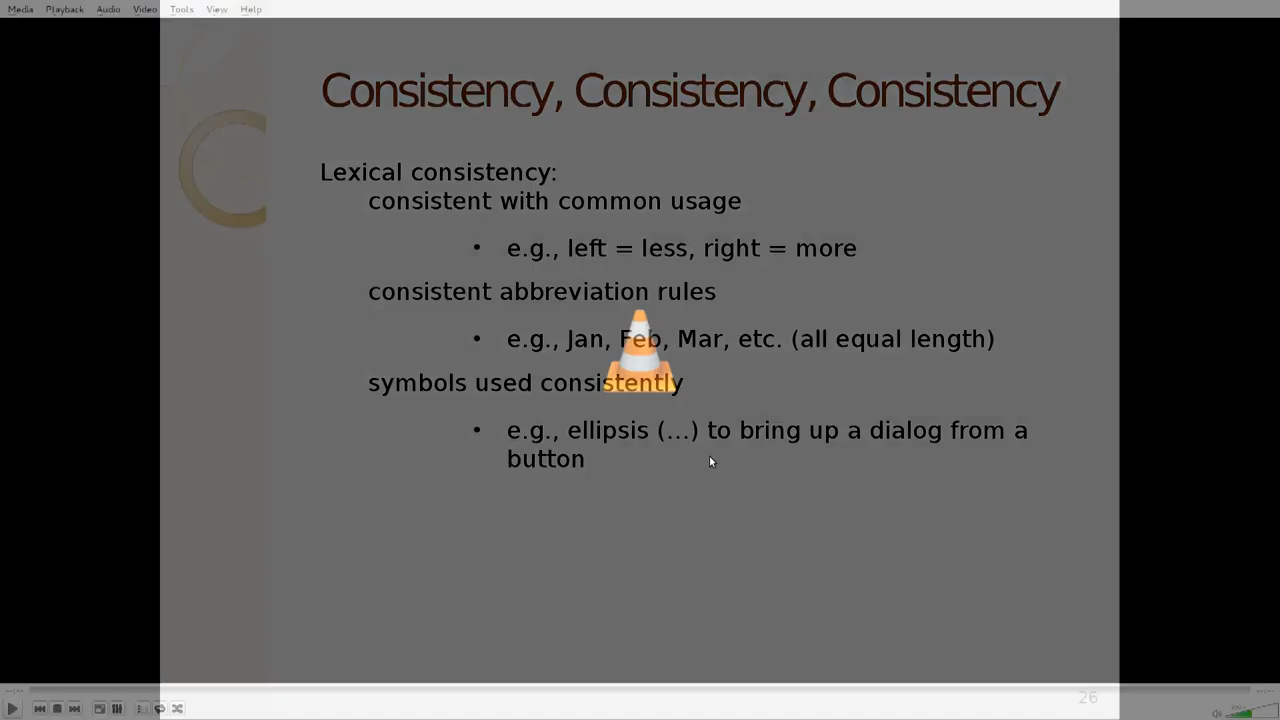 Media Playback Audio Video Tools View Help
Consistency, Consistency, Consistency
Lexical consistency:
consistent with common usage
• e.g., left = less, right = more
consistent abbreviation rules
• e.g., Jan, Feb, Mar, etc. (all equal length)
symbols used consistently
• e.g., ellipsis (…) to bring up a dialog from a
button
--:-- --:--
26